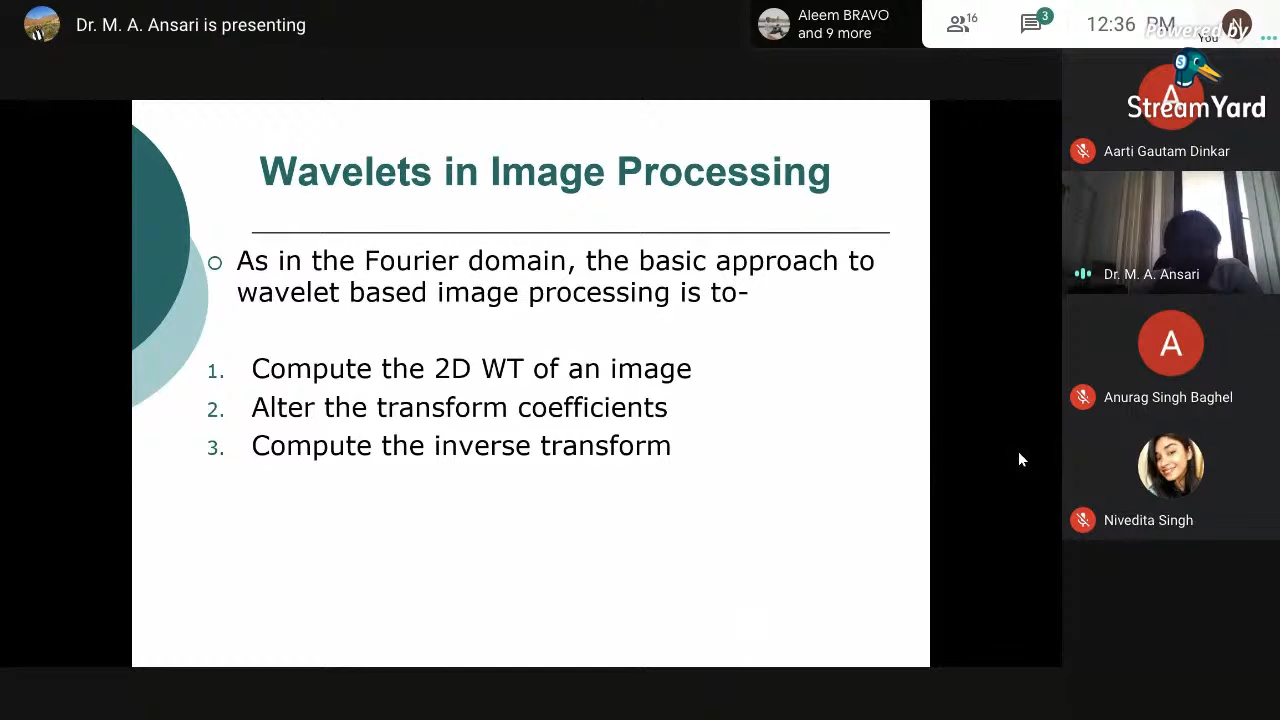 Dr. M. A. Ansari is presenting
Aleem BRAVO
and 9 more
16
3
12:36 PM
N
You
Powered by
A
StreamYard
Aarti Gautam Dinkar
Wavelets in Image Processing
As in the Fourier domain, the basic approach to
wavelet based image processing is to-
1. Compute the 2D WT of an image
2. Alter the transform coefficients
3. Compute the inverse transform
Dr. M. A. Ansari
A
Anurag Singh Baghel
Nivedita Singh